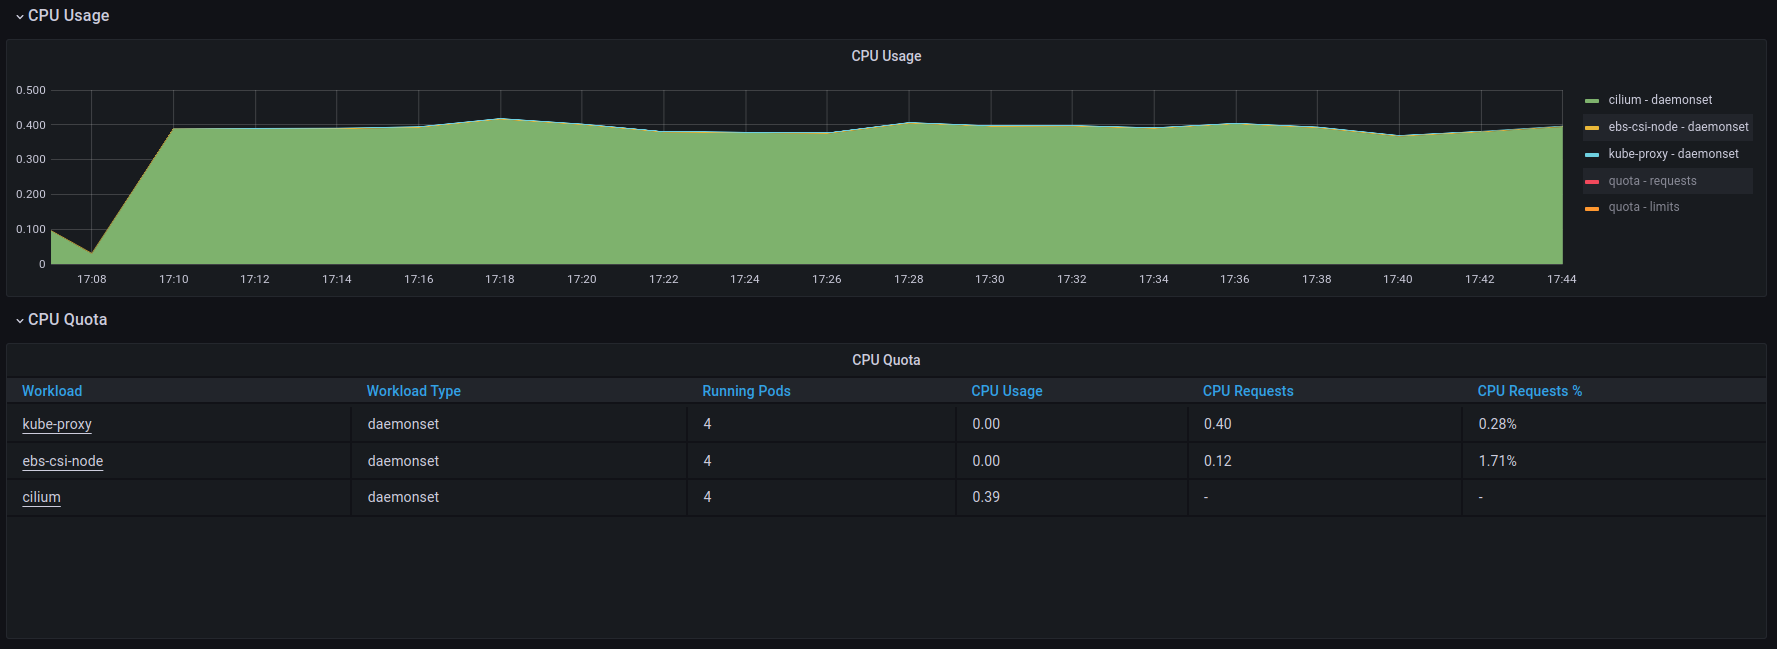 CPU Usage
CPU Usage
0.500
0.400
0.300
0.200
0.100
0
17:08 17:10 17:12 17:14 17:16 17:18 17:20 17:22 17:24 17:26 17:28 17:30 17:32 17:34 17:36 17:38 17:40 17:42 17:44
cilium - daemonset
ebs-csi-node - daemonset
kube-proxy - daemonset
quota - requests
quota - limits
CPU Quota
CPU Quota
Workload Workload Type Running Pods CPU Usage CPU Requests CPU Requests %
kube-proxy daemonset 4 0.00 0.40 0.28%
ebs-csi-node daemonset 4 0.00 0.12 1.71%
cilium daemonset 4 0.39 - -